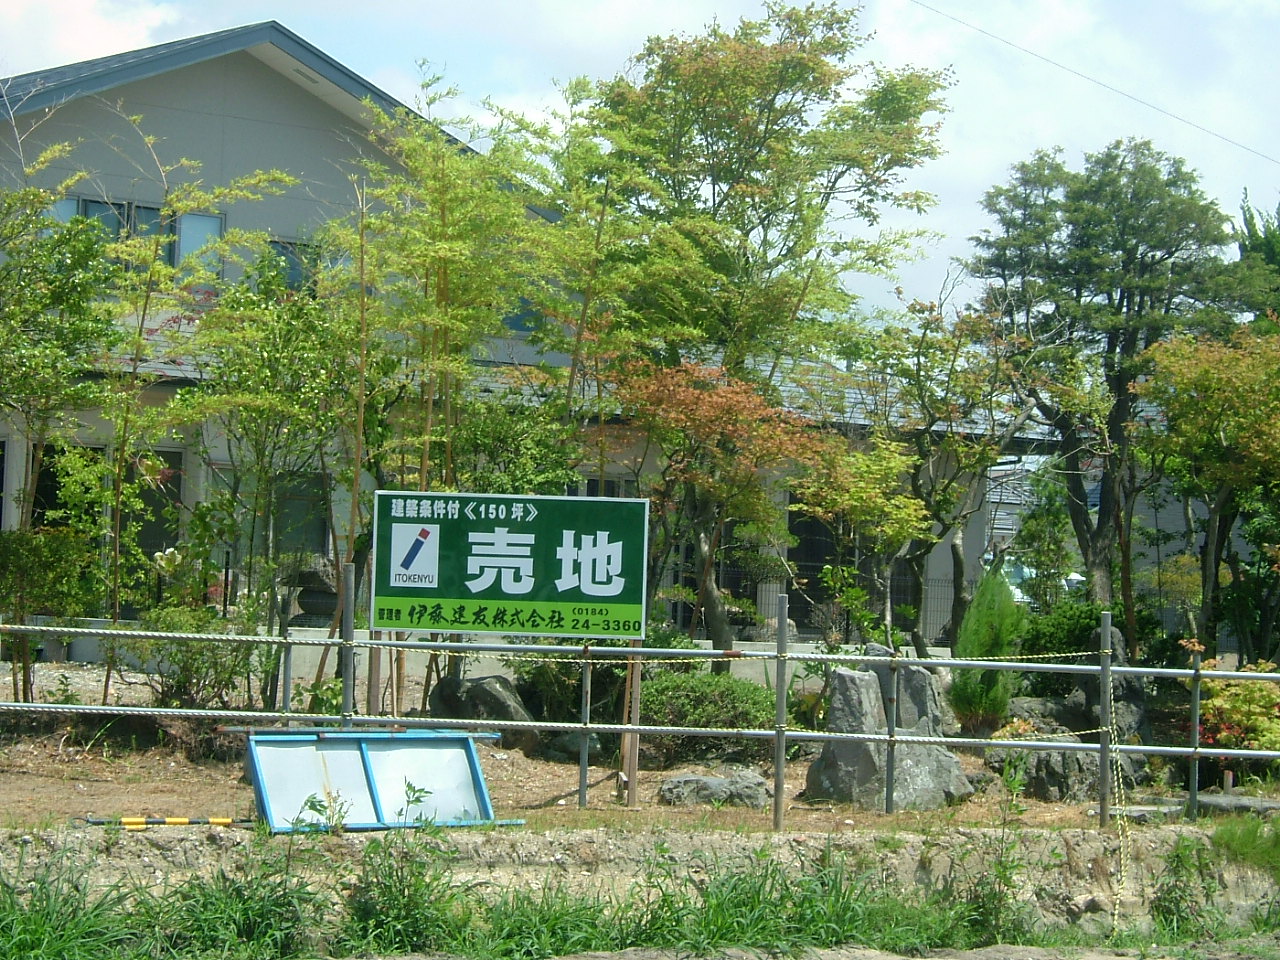 建築条件付《150坪》
売地
ITOKENYU
管理者 伊藤建友株式会社 (0184) 24-3360